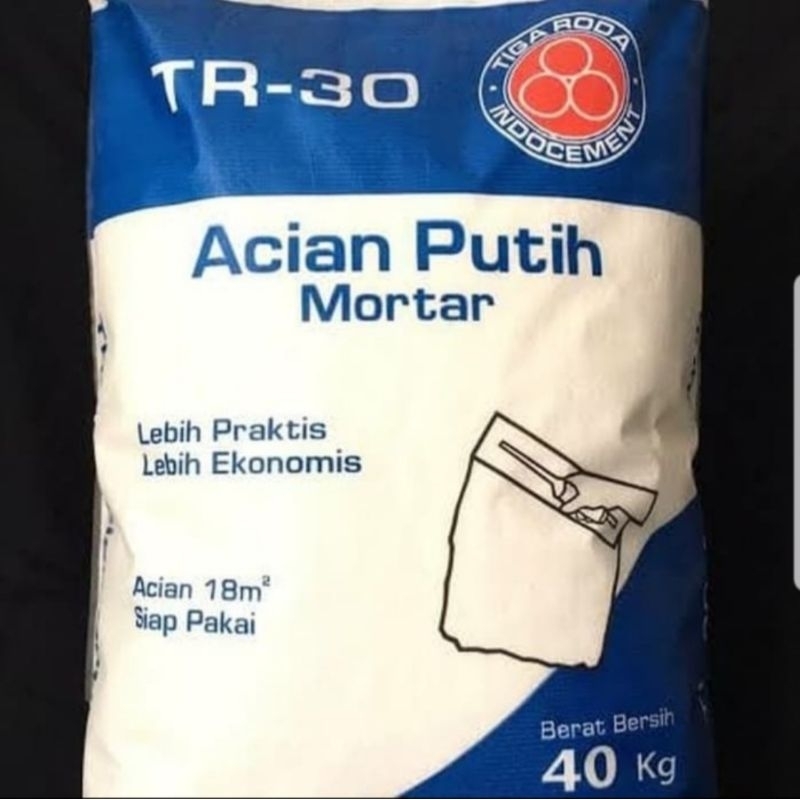 TR-30
TIGA RODA
INDOCEMENT
Acian Putih
Mortar
Lebih Praktis
Lebih Ekonomis
Acian 18m²
Siap Pakai
Berat Bersih
40 Kg